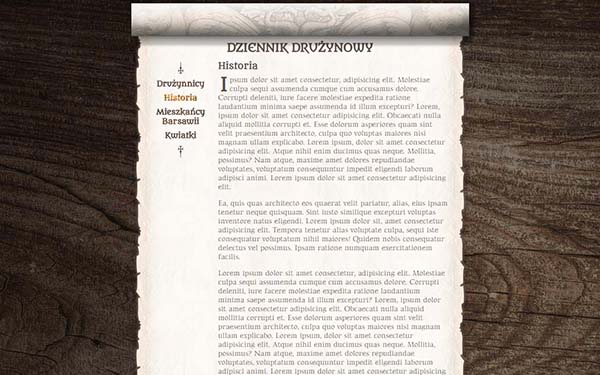 DZIENNIK DRUŻYNOWY
Drużynnicy
Historia
Mieszkańcy
Barsawii
Kwiatki
Historia
Ipsum dolor sit amet consectetur, adipisicing elit. Molestiae
culpa sequi assumenda cumque cum accusamus dolore.
Corrupti deleniti, iure facere molestiae expedita ratione
laudantium minima saepe assumenda id illum excepturi? Lorem,
ipsum dolor sit amet consectetur adipisicing elit. Obcaecati nulla
aliquid mollitia corrupti et. Excepturi dolorum asperiores quam sint
velit praesentium architecto, culpa quo voluptas maiores nisi
magnam ullam explicabo. Lorem ipsum dolor sit amet consectetur
adipisicing elit. Atque nihil enim ducimus quas neque. Mollitia,
possimus? Nam atque, maxime amet dolores repudiandae
voluptates, voluptatum consequuntur impedit eligendi laborum
adipisci animi. Lorem ipsum dolor sit amet consectetur adipisicing
elit.
Ea, quis quas architecto eos quaerat velit pariatur, alias, eius ipsam
tenetur neque quisquam. Sint iusto similique excepturi voluptas
inventore natus eligendi. Lorem ipsum dolor sit amet consectetur
adipisicing elit. Tempora tenetur alias voluptate culpa, sequi iste
consequatur voluptatum nihil maiores! Quidem nobis consequatur
delectus vel possimus. Ipsam ratione numquam exercitationem
facilis.
Lorem ipsum dolor sit amet consectetur, adipisicing elit. Molestiae
culpa sequi assumenda cumque cum accusamus dolore. Corrupti
deleniti, iure facere molestiae expedita ratione laudantium
minima saepe assumenda id illum excepturi? Lorem, ipsum dolor
sit amet consectetur adipisicing elit. Obcaecati nulla aliquid
mollitia corrupti et. Excepturi dolorum asperiores quam sint velit
praesentium architecto, culpa quo voluptas maiores nisi magnam
ullam explicabo. Lorem ipsum dolor sit amet consectetur
adipisicing elit. Atque nihil enim ducimus quas neque. Mollitia,
possimus? Nam atque, maxime amet dolores repudiandae
voluptates, voluptatum consequuntur impedit eligendi laborum
adipisci animi. Lorem ipsum dolor sit amet consectetur adipisicing